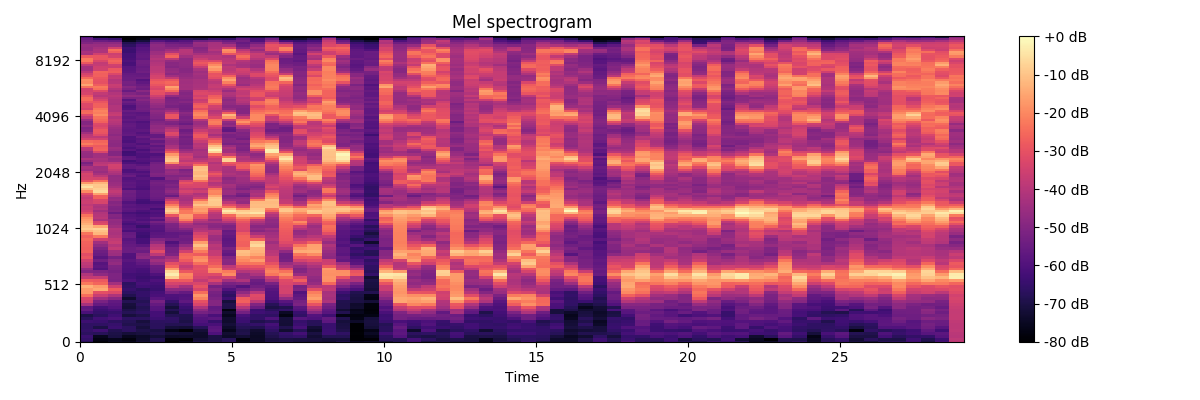 Mel spectrogram
8192
4096
2048
1024
512
0
Hz
0 5 10 15 20 25
Time
+0 dB
-10 dB
-20 dB
-30 dB
-40 dB
-50 dB
-60 dB
-70 dB
-80 dB